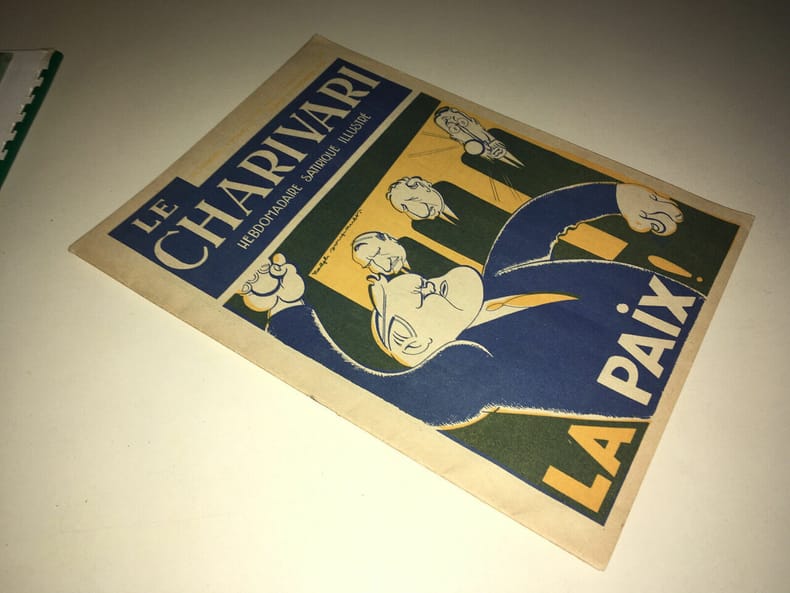 LE
CHARIVARI
HEBDOMADAIRE SATIRIQUE ILLUSTRÉ
LA PAiX!